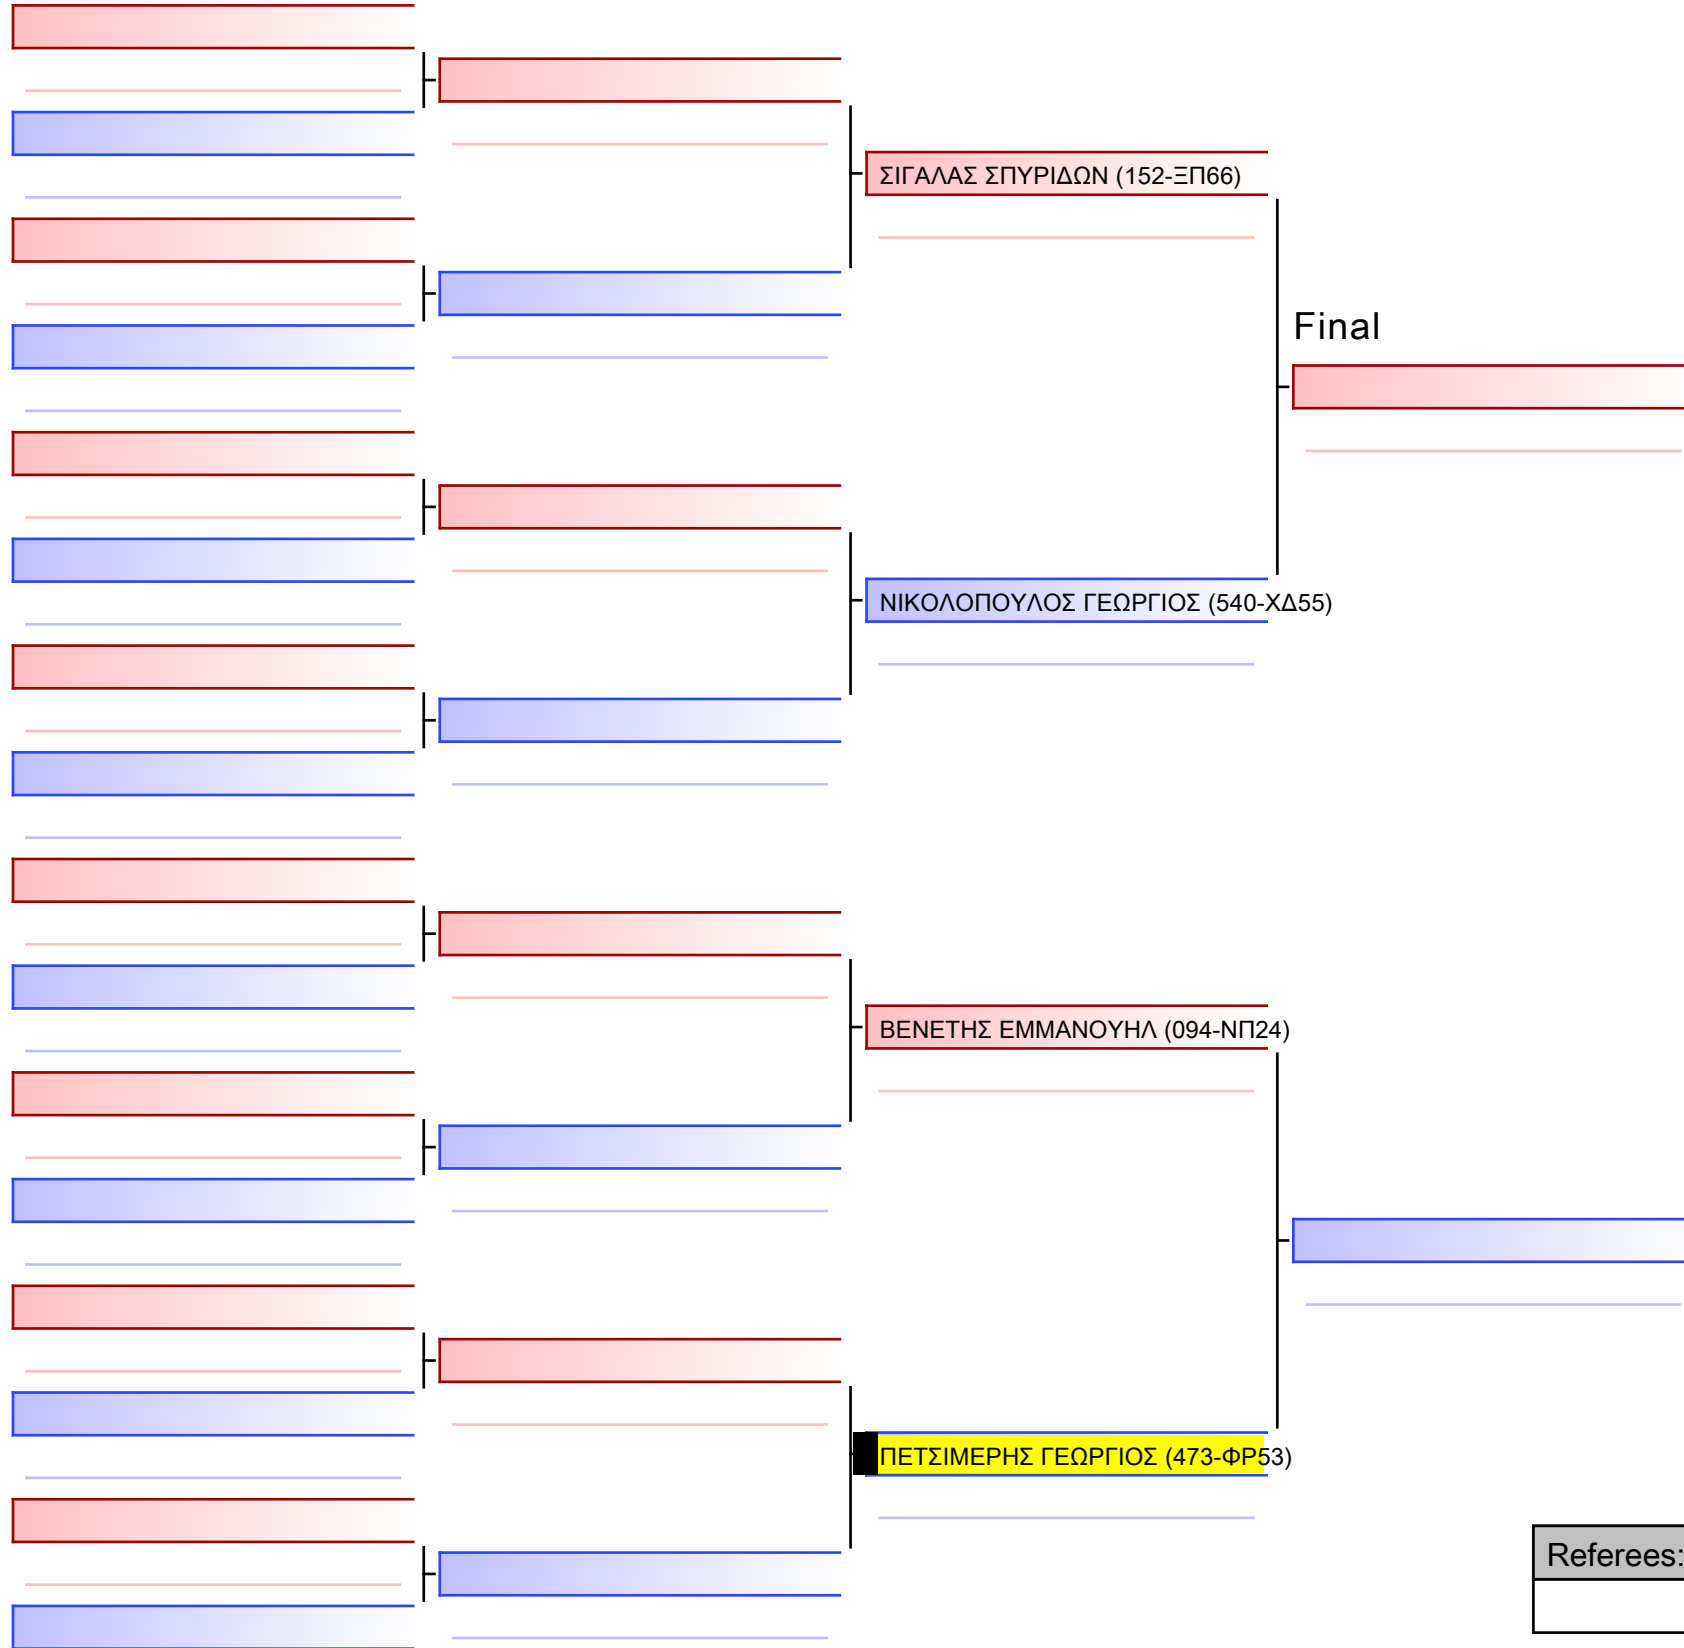 ΣΙΓΑΛΑΣ ΣΠΥΡΙΔΩΝ (152-ΞΠ66)
Final
ΝΙΚΟΛΟΠΟΥΛΟΣ ΓΕΩΡΓΙΟΣ (540-ΧΔ55)
ΒΕΝΕΤΗΣ ΕΜΜΑΝΟΥΗΛ (094-ΝΠ24)
ΠΕΤΣΙΜΕΡΗΣ ΓΕΩΡΓΙΟΣ (473-ΦΡ53)
Referees: